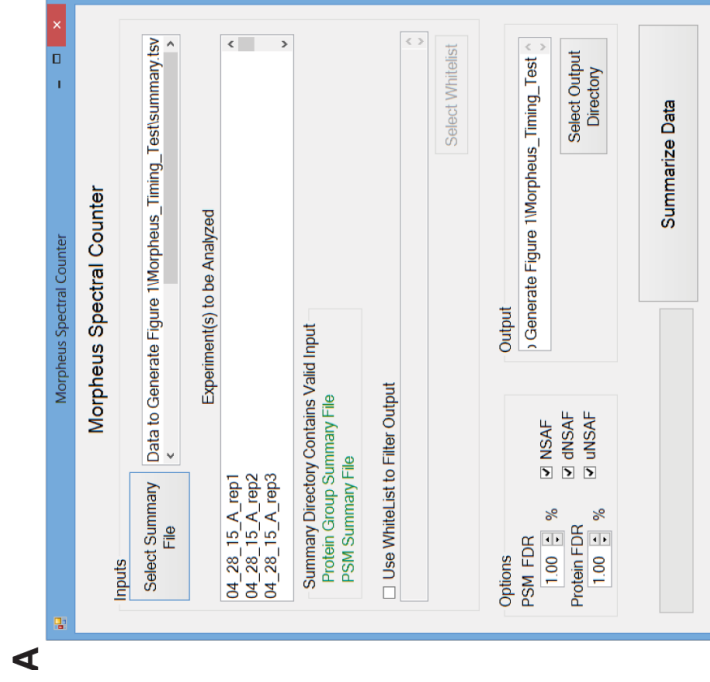 A
Morpheus Spectral Counter
Morpheus Spectral Counter
Inputs
Select Summary
File
Data to Generate Figure 1\Morpheus_Timing_Test\summary.tsv
Experiment(s) to be Analyzed
04_28_15_A_rep1
04_28_15_A_rep2
04_28_15_A_rep3
Summary Directory Contains Valid Input
Protein Group Summary File
PSM Summary File
Use WhiteList to Filter Output
Select Whitelist
Options
PSM FDR
1.00 %
Protein FDR
1.00 %
NSAF
dNSAF
uNSAF
Output
Generate Figure 1\Morpheus_Timing_Test
Select Output
Directory
Summarize Data